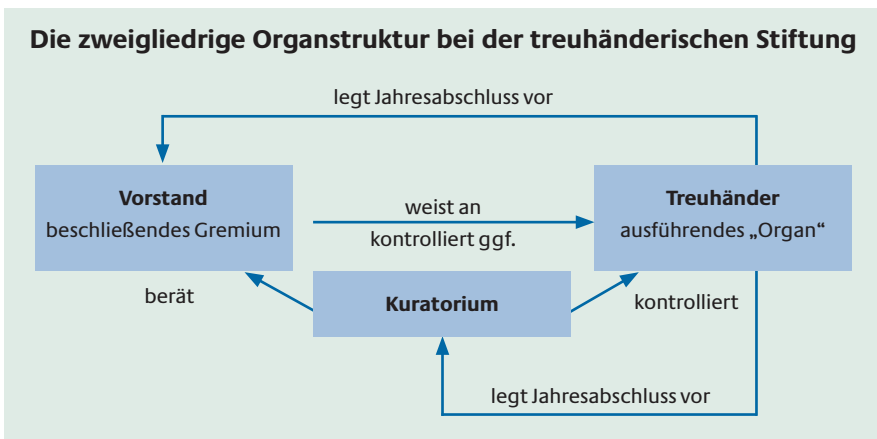 Die zweigliedrige Organstruktur bei der treuhänderischen Stiftung
legt Jahresabschluss vor
Vorstand
beschließendes Gremium
weist an
kontrolliert ggf.
Treuhänder
ausführendes „Organ“
berät
Kuratorium
kontrolliert
legt Jahresabschluss vor